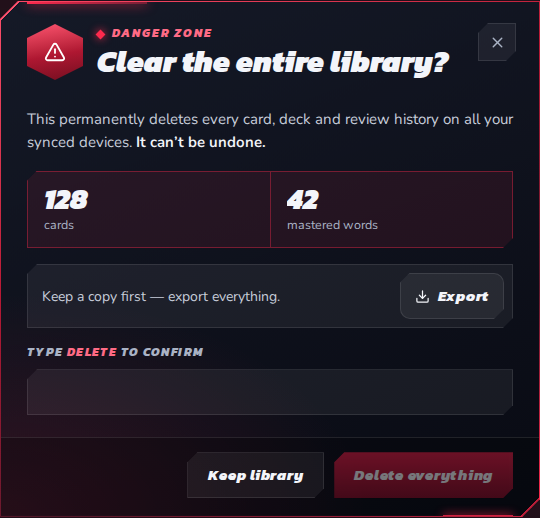 DANGER ZONE
Clear the entire library?
This permanently deletes every card, deck and review history on all your
synced devices. It can’t be undone.
128
cards
42
mastered words
Keep a copy first — export everything.
Export
TYPE DELETE TO CONFIRM
Keep library
Delete everything